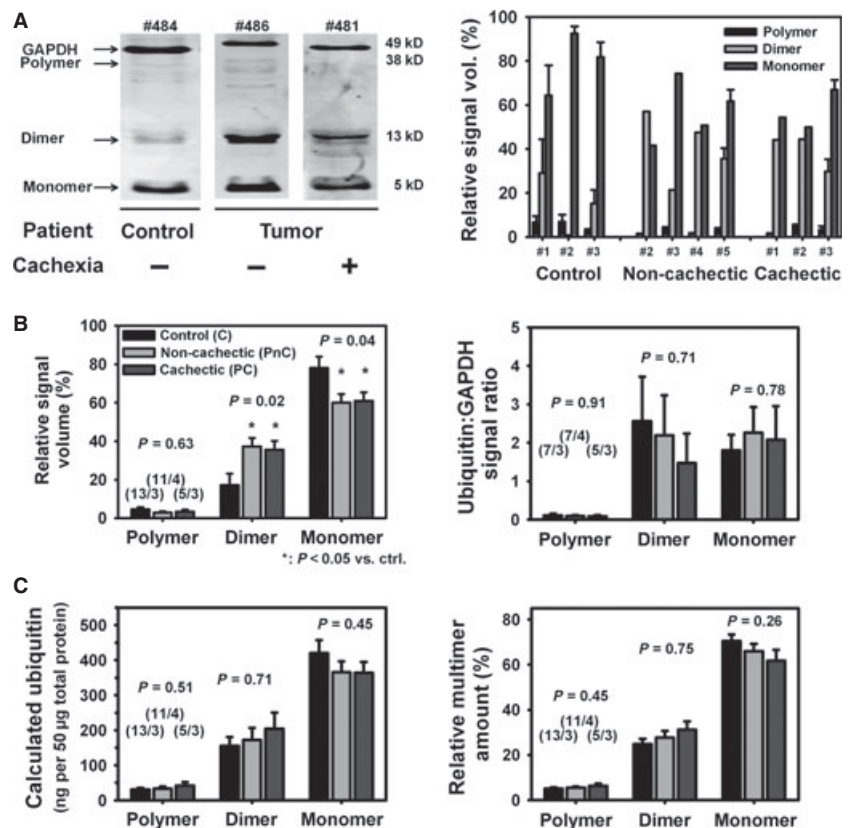 A
#484 #486 #481
GAPDH
Polymer
Dimer
Monomer
49 kD
38 kD
13 kD
5 kD
Patient Control Tumor
Cachexia − − +
Relative signal vol. (%)
100
80
60
40
20
0
Polymer
Dimer
Monomer
#1 #2 #3 #2 #3 #4 #5 #1 #2 #3
Control Non-cachectic Cachectic
B
Relative signal
volume (%)
100
80
60
40
20
0
Control (C)
Non-cachectic (PnC)
Cachectic (PC)
P = 0.04
* *
P = 0.02
* *
P = 0.63
(11/4)
(13/3) (5/3)
Polymer Dimer Monomer
*: P < 0.05 vs. ctrl.
Ubiquitin:GAPDH
signal ratio
5
4
3
2
1
0
P = 0.71
P = 0.78
P = 0.91
(7/4)
(7/3) (5/3)
Polymer Dimer Monomer
C
Calculated ubiquitin
(ng per 50 µg total protein)
500
400
300
200
100
0
P = 0.45
P = 0.51
P = 0.71
(11/4)
(13/3) (5/3)
Polymer Dimer Monomer
Relative multimer
amount (%)
80
60
40
20
0
P = 0.26
P = 0.75
P = 0.45
(11/4)
(13/3) (5/3)
Polymer Dimer Monomer